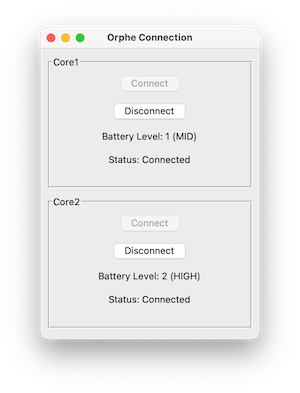 Orphe Connection
Core1
Connect
Disconnect
Battery Level: 1 (MID)
Status: Connected
Core2
Connect
Disconnect
Battery Level: 2 (HIGH)
Status: Connected